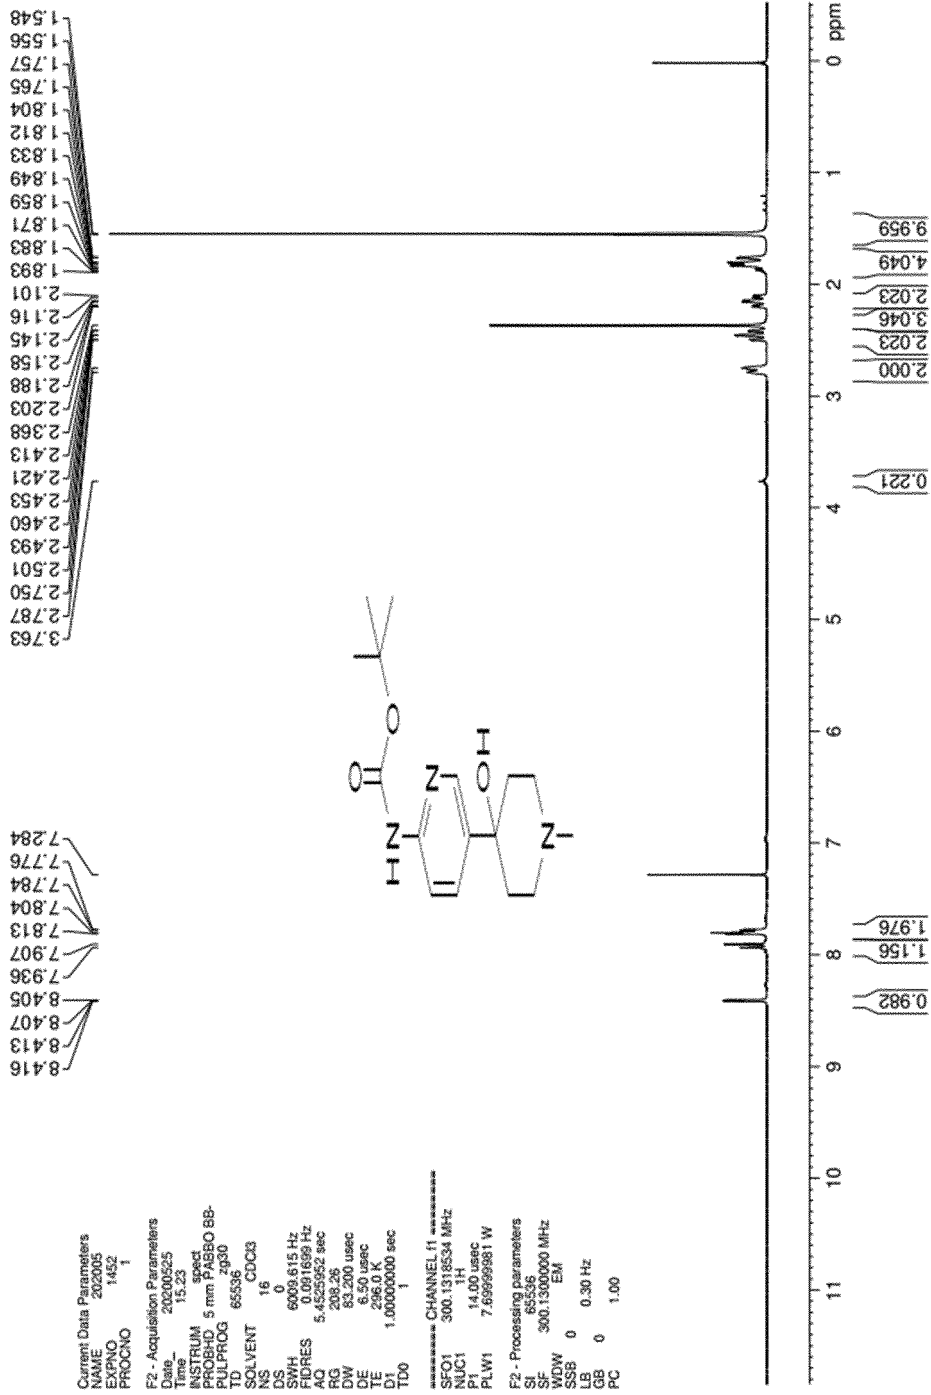 Current Data Parameters
NAME 202005
EXPNO 1452
PROCNO 1
F2 - Acquisition Parameters
Date_ 20200525
Time 15.23
INSTRUM spect
PROBHD 5 mm PABBO BB-
PULPROG zg30
TD 65536
SOLVENT CDCl3
NS 16
DS 0
SWH 6009.615 Hz
FIDRES 0.091699 Hz
AQ 5.4525952 sec
RG 208.26
DW 83.200 usec
DE 6.50 usec
TE 296.0 K
D1 1.00000000 sec
TD0 1
======== CHANNEL f1 ========
SFO1 300.1318534 MHz
NUC1 1H
P1 14.00 usec
PLW1 7.69999981 W
F2 - Processing parameters
SI 65536
SF 300.1300000 MHz
WDW EM
SSB 0
LB 0.30 Hz
GB 0
PC 1.00
8.416
8.413
8.407
8.405
7.936
7.907
7.813
7.804
7.784
7.776
7.284
3.763
2.787
2.750
2.501
2.493
2.460
2.453
2.421
2.413
2.368
2.203
2.188
2.158
2.145
2.116
2.101
1.893
1.883
1.871
1.859
1.849
1.833
1.812
1.804
1.765
1.757
1.556
1.548
O
O
H
N
N
O
H
N
11
10
9
8
7
6
5
4
3
2
1
0 ppm
0.982
1.156
1.976
0.221
2.000
2.023
3.046
2.023
4.049
9.959